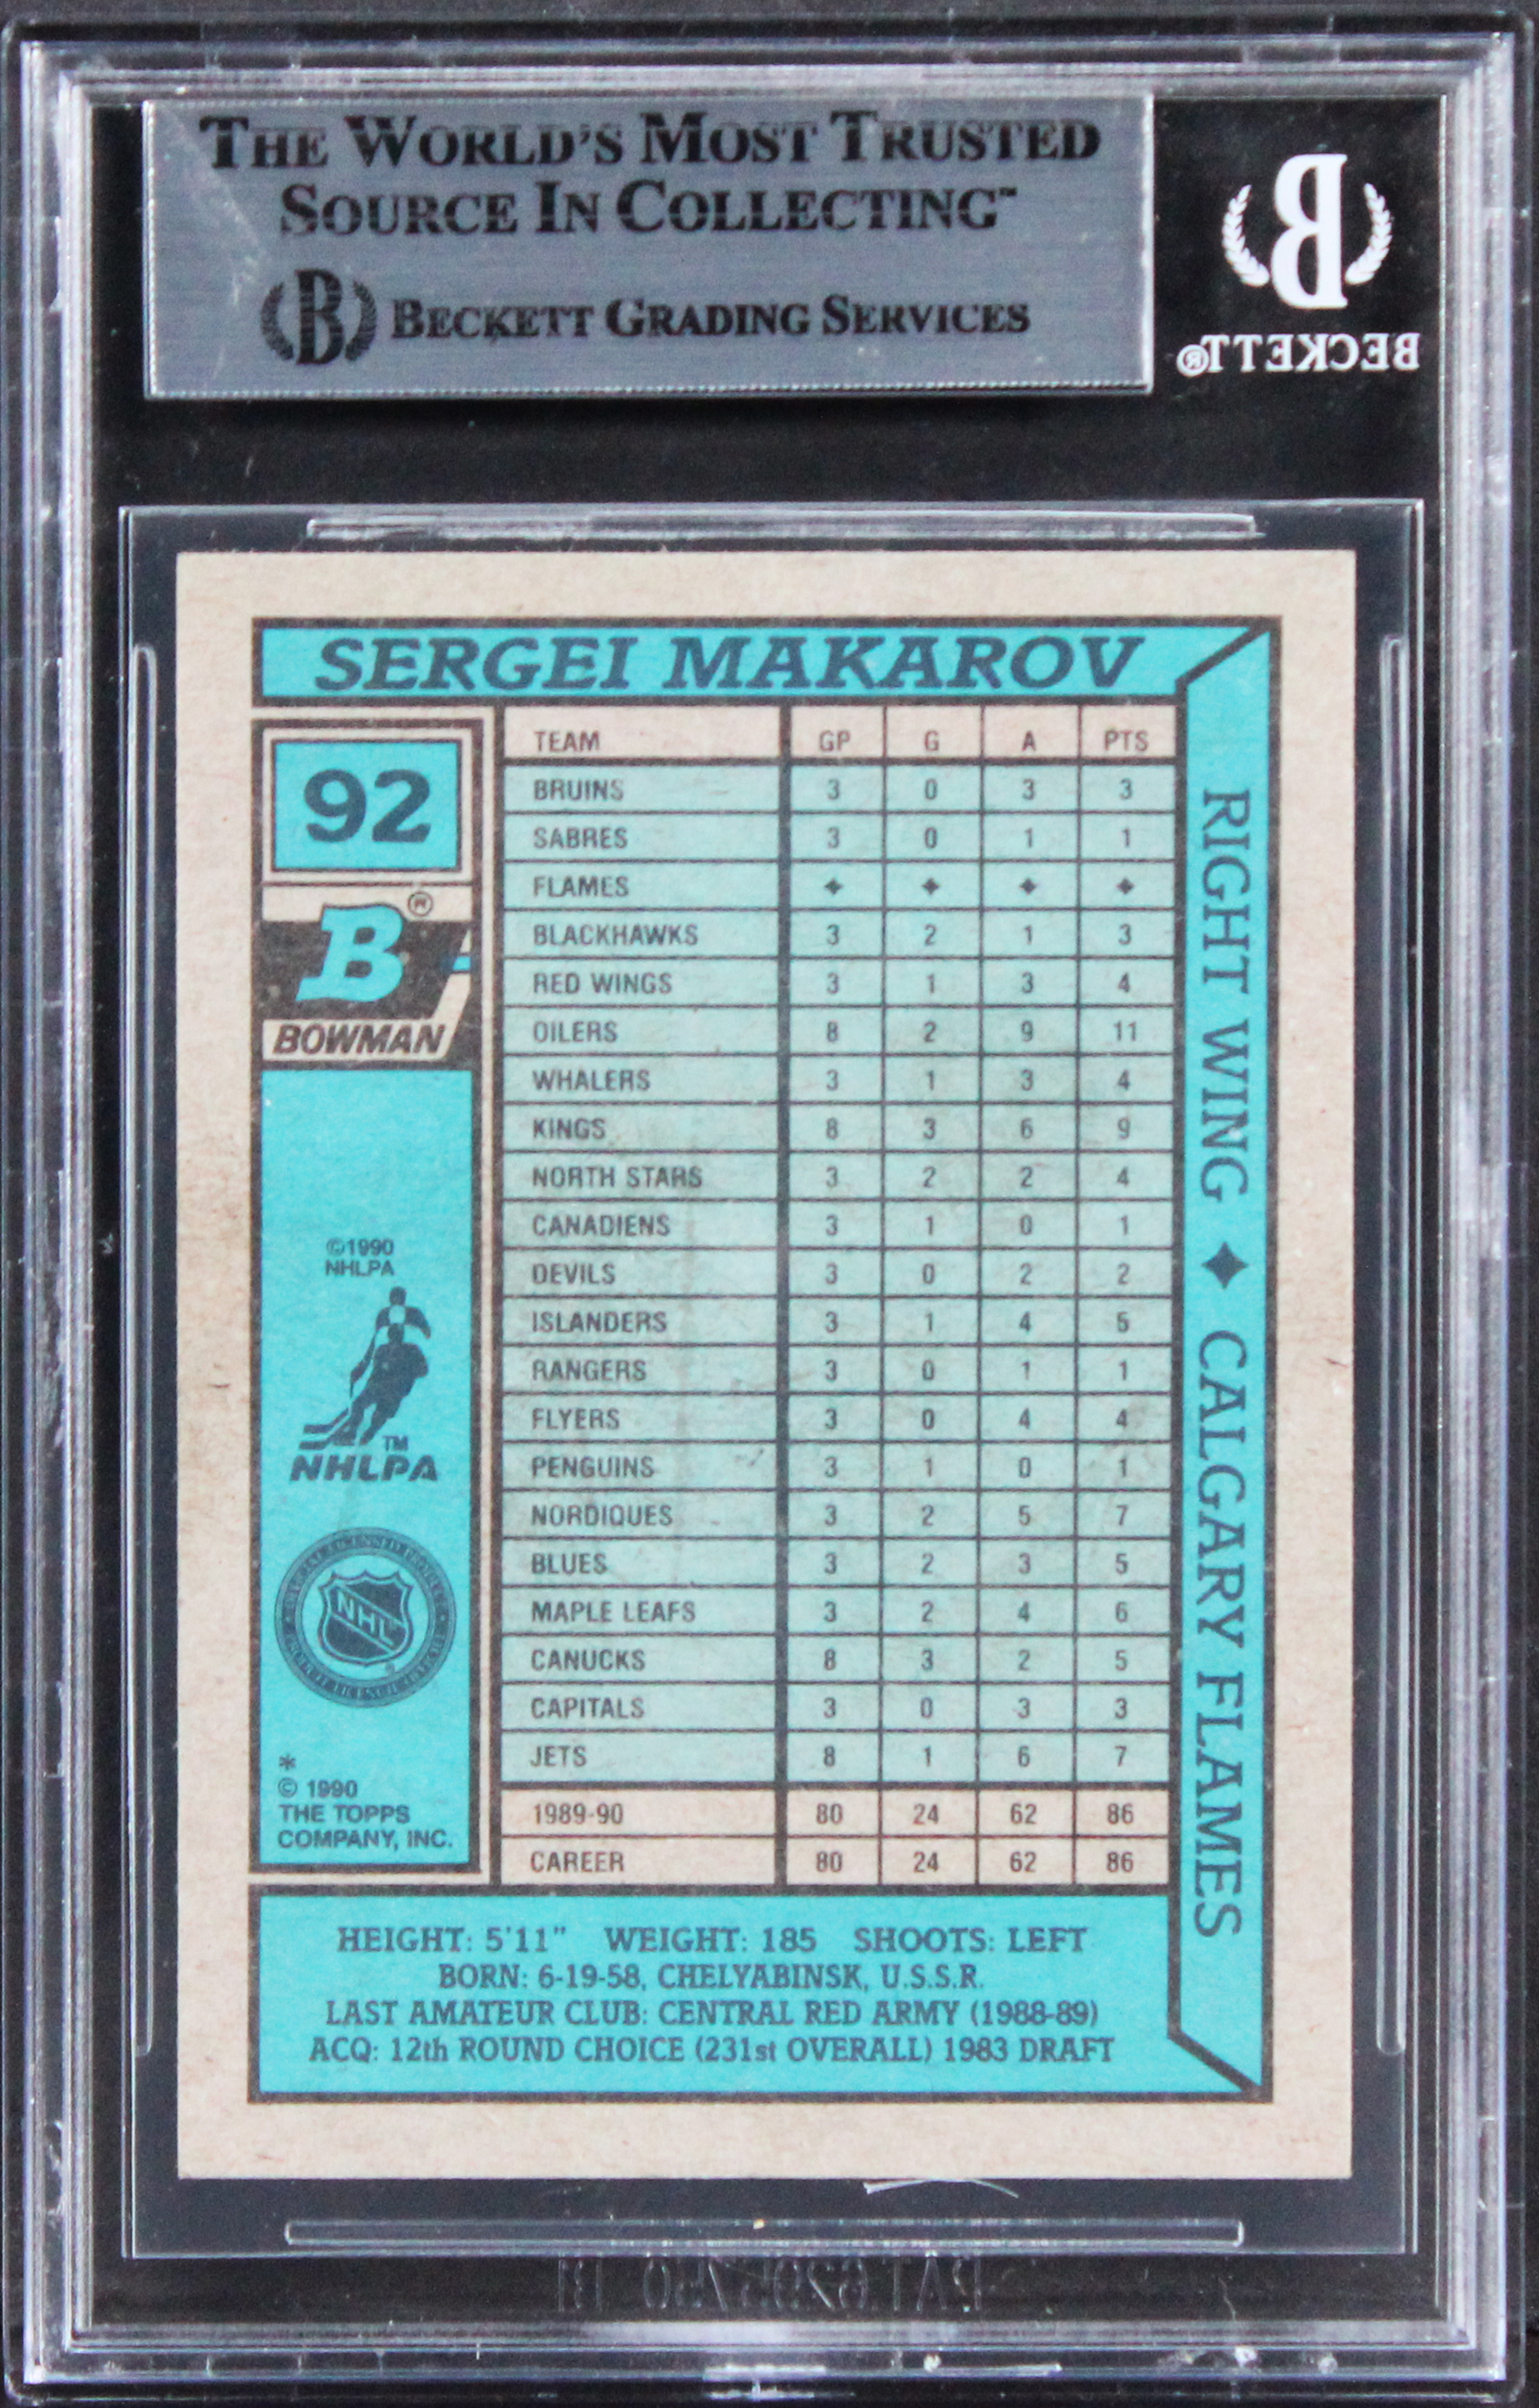 THE WORLD'S MOST TRUSTED
SOURCE IN COLLECTING™
B BECKETT GRADING SERVICES
B
BECKETT®
SERGEI MAKAROV
92
B®
BOWMAN
©1990
NHLPA
TM
NHLPA
NHL
*
© 1990
THE TOPPS
COMPANY, INC.
TEAM GP G A PTS
BRUINS 3 0 3 3
SABRES 3 0 1 1
FLAMES ✦ ✦ ✦ ✦
BLACKHAWKS 3 2 1 3
RED WINGS 3 1 3 4
OILERS 8 2 9 11
WHALERS 3 1 3 4
KINGS 8 3 6 9
NORTH STARS 3 2 2 4
CANADIENS 3 1 0 1
DEVILS 3 0 2 2
ISLANDERS 3 1 4 5
RANGERS 3 0 1 1
FLYERS 3 0 4 4
PENGUINS 3 1 0 1
NORDIQUES 3 2 5 7
BLUES 3 2 3 5
MAPLE LEAFS 3 2 4 6
CANUCKS 8 3 2 5
CAPITALS 3 0 3 3
JETS 8 1 6 7
1989-90 80 24 62 86
CAREER 80 24 62 86
RIGHT WING ✦ CALGARY FLAMES
HEIGHT: 5'11" WEIGHT: 185 SHOOTS: LEFT
BORN: 6-19-58, CHELYABINSK, U.S.S.R.
LAST AMATEUR CLUB: CENTRAL RED ARMY (1988-89)
ACQ: 12th ROUND CHOICE (231st OVERALL) 1983 DRAFT